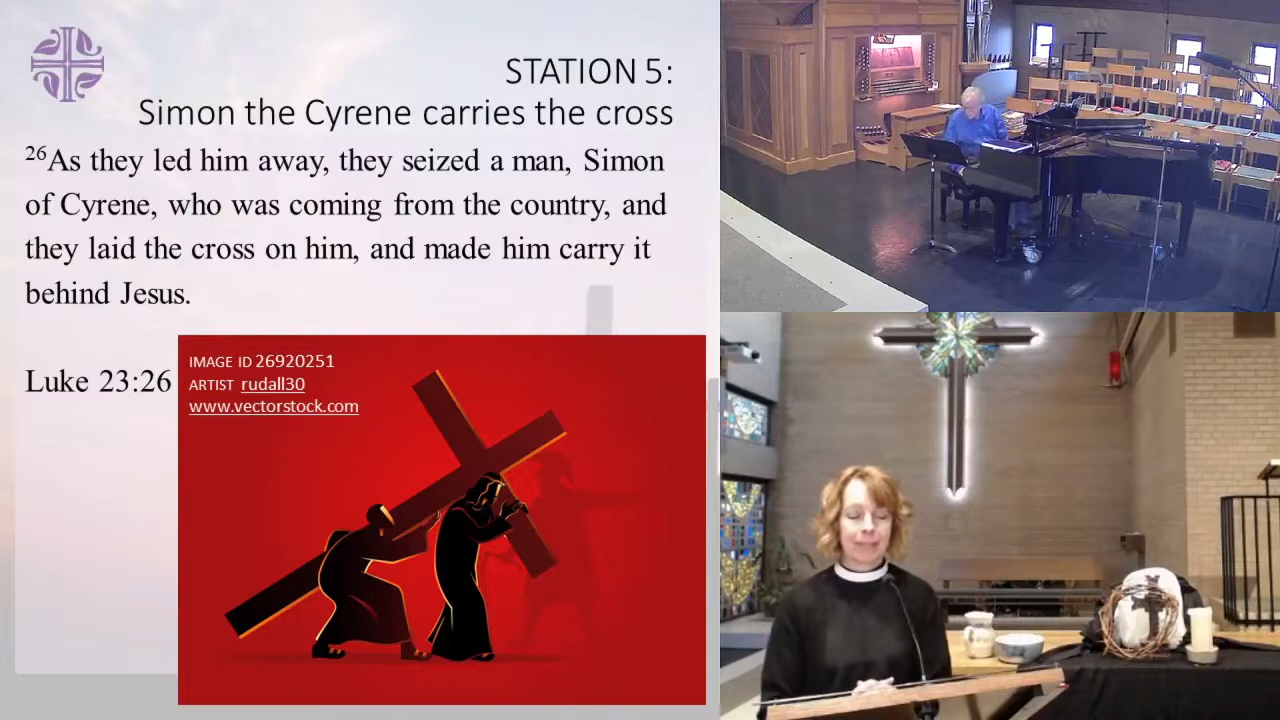 STATION 5:
Simon the Cyrene carries the cross
26As they led him away, they seized a man, Simon
of Cyrene, who was coming from the country, and
they laid the cross on him, and made him carry it
behind Jesus.
Luke 23:26
IMAGE ID 26920251
ARTIST rudall30
www.vectorstock.com